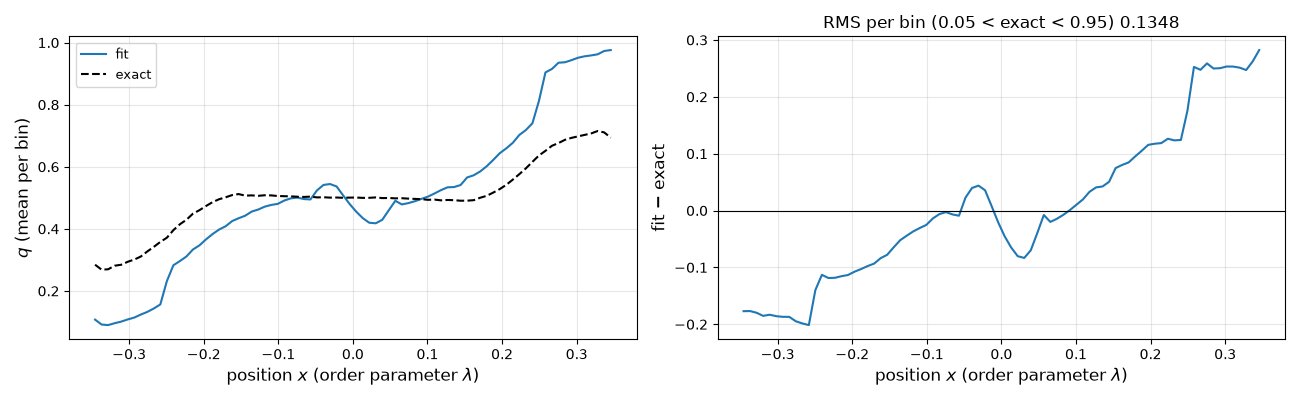 RMS per bin (0.05 < exact < 0.95) 0.1348
1.0
0.8
0.6
0.4
0.2
q (mean per bin)
fit
exact
−0.3 −0.2 −0.1 0.0 0.1 0.2 0.3
position x (order parameter λ)
0.3
0.2
0.1
0.0
−0.1
−0.2
fit − exact
−0.3 −0.2 −0.1 0.0 0.1 0.2 0.3
position x (order parameter λ)